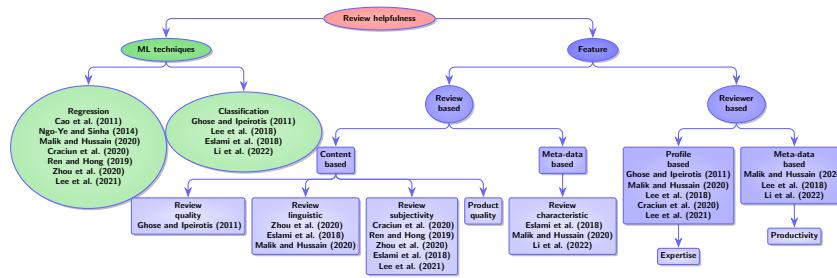 Review helpfulness
ML techniques
Feature
Regression
Cao et al. (2011)
Ngo-Ye and Sinha (2014)
Malik and Hussain (2020)
Craciun et al. (2020)
Ren and Hong (2019)
Zhou et al. (2020)
Lee et al. (2021)
Classification
Ghose and Ipeirotis (2011)
Lee et al. (2018)
Eslami et al. (2018)
Li et al. (2022)
Review
based
Reviewer
based
Content
based
Meta-data
based
Profile
based
Ghose and Ipeirotis (2011)
Malik and Hussain (2020)
Lee et al. (2018)
Craciun et al. (2020)
Lee et al. (2021)
Meta-data
based
Malik and Hussain (202
Lee et al. (2018)
Li et al. (2022)
Review
quality
Ghose and Ipeirotis (2011)
Review
linguistic
Zhou et al. (2020)
Eslami et al. (2018)
Malik and Hussain (2020)
Review
subjectivity
Craciun et al. (2020)
Ren and Hong (2019)
Zhou et al. (2020)
Eslami et al. (2018)
Lee et al. (2021)
Product
quality
Review
characteristic
Eslami et al. (2018)
Malik and Hussain (2020)
Li et al. (2022)
Expertise
Productivity